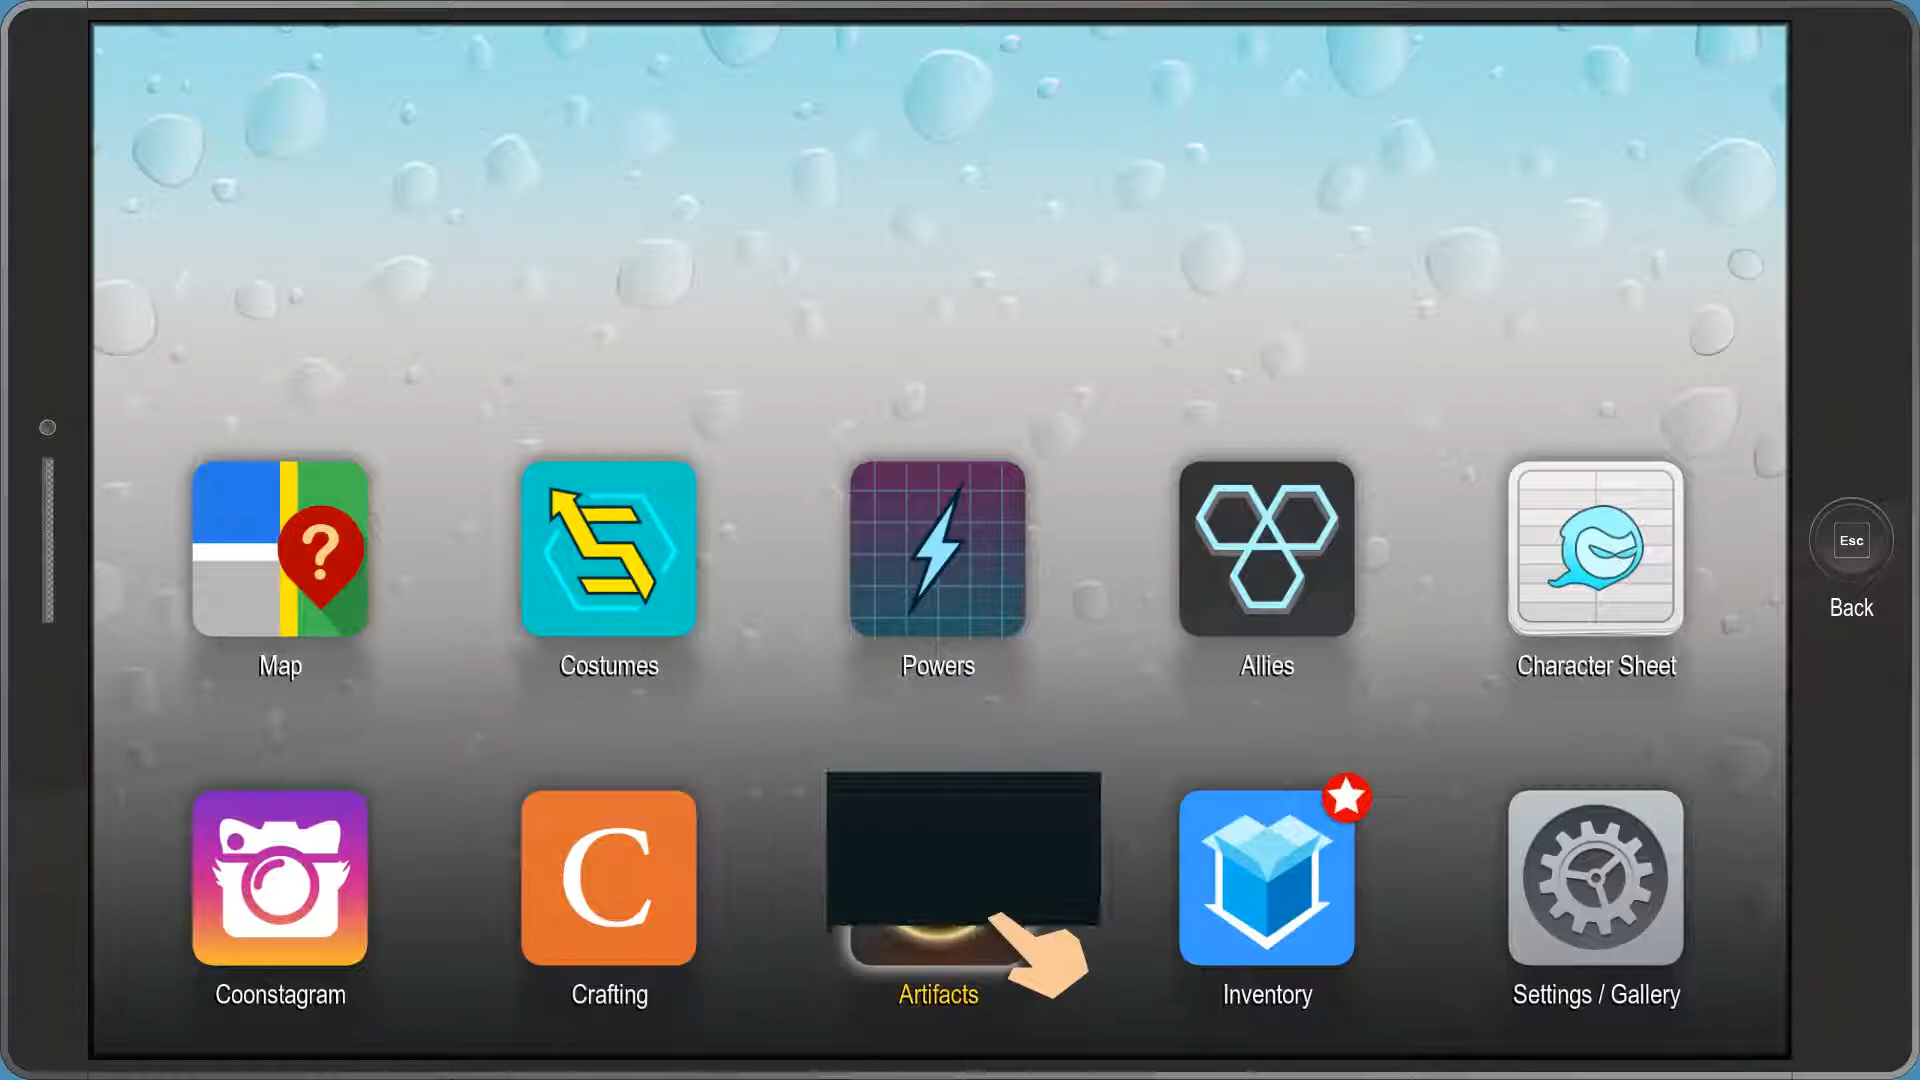 ?
Map
Costumes
Powers
Allies
Character Sheet
Esc
Back
C
Coonstagram
Crafting
Artifacts
Inventory
Settings / Gallery